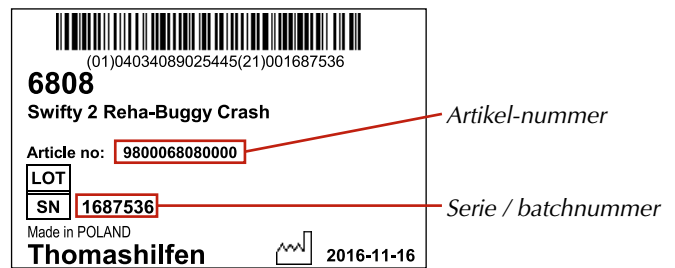 (01)04034089025445(21)001687536
6808
Swifty 2 Reha-Buggy Crash
Artikel-nummer
Article no: 9800068080000
LOT
SN 1687536
Serie / batchnummer
Made in POLAND
Thomashilfen 2016-11-16